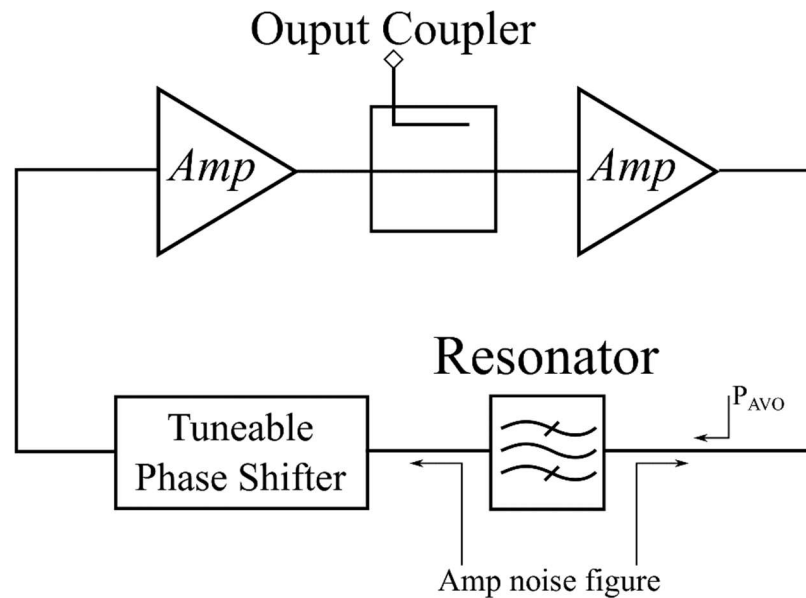 Ouput Coupler
Amp
Amp
Resonator
P_AVO
Tuneable
Phase Shifter
Amp noise figure